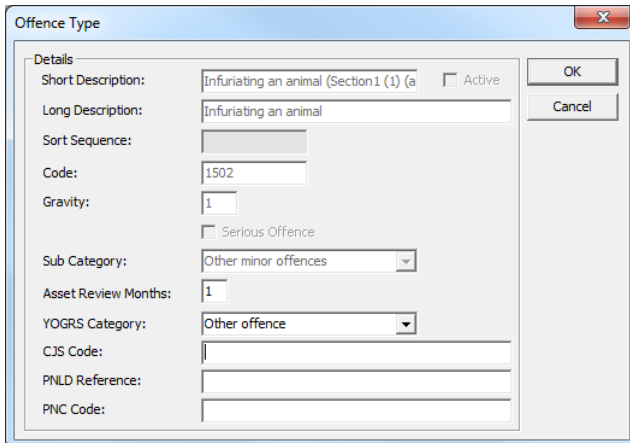 Offence Type
Details
Short Description: Infuriating an animal (Section1 (1) (a Active
Long Description: Infuriating an animal
Sort Sequence:
Code: 1502
Gravity: 1
Serious Offence
Sub Category: Other minor offences
Asset Review Months: 1
YOGRS Category: Other offence
CJS Code:
PNLD Reference:
PNC Code:
OK
Cancel